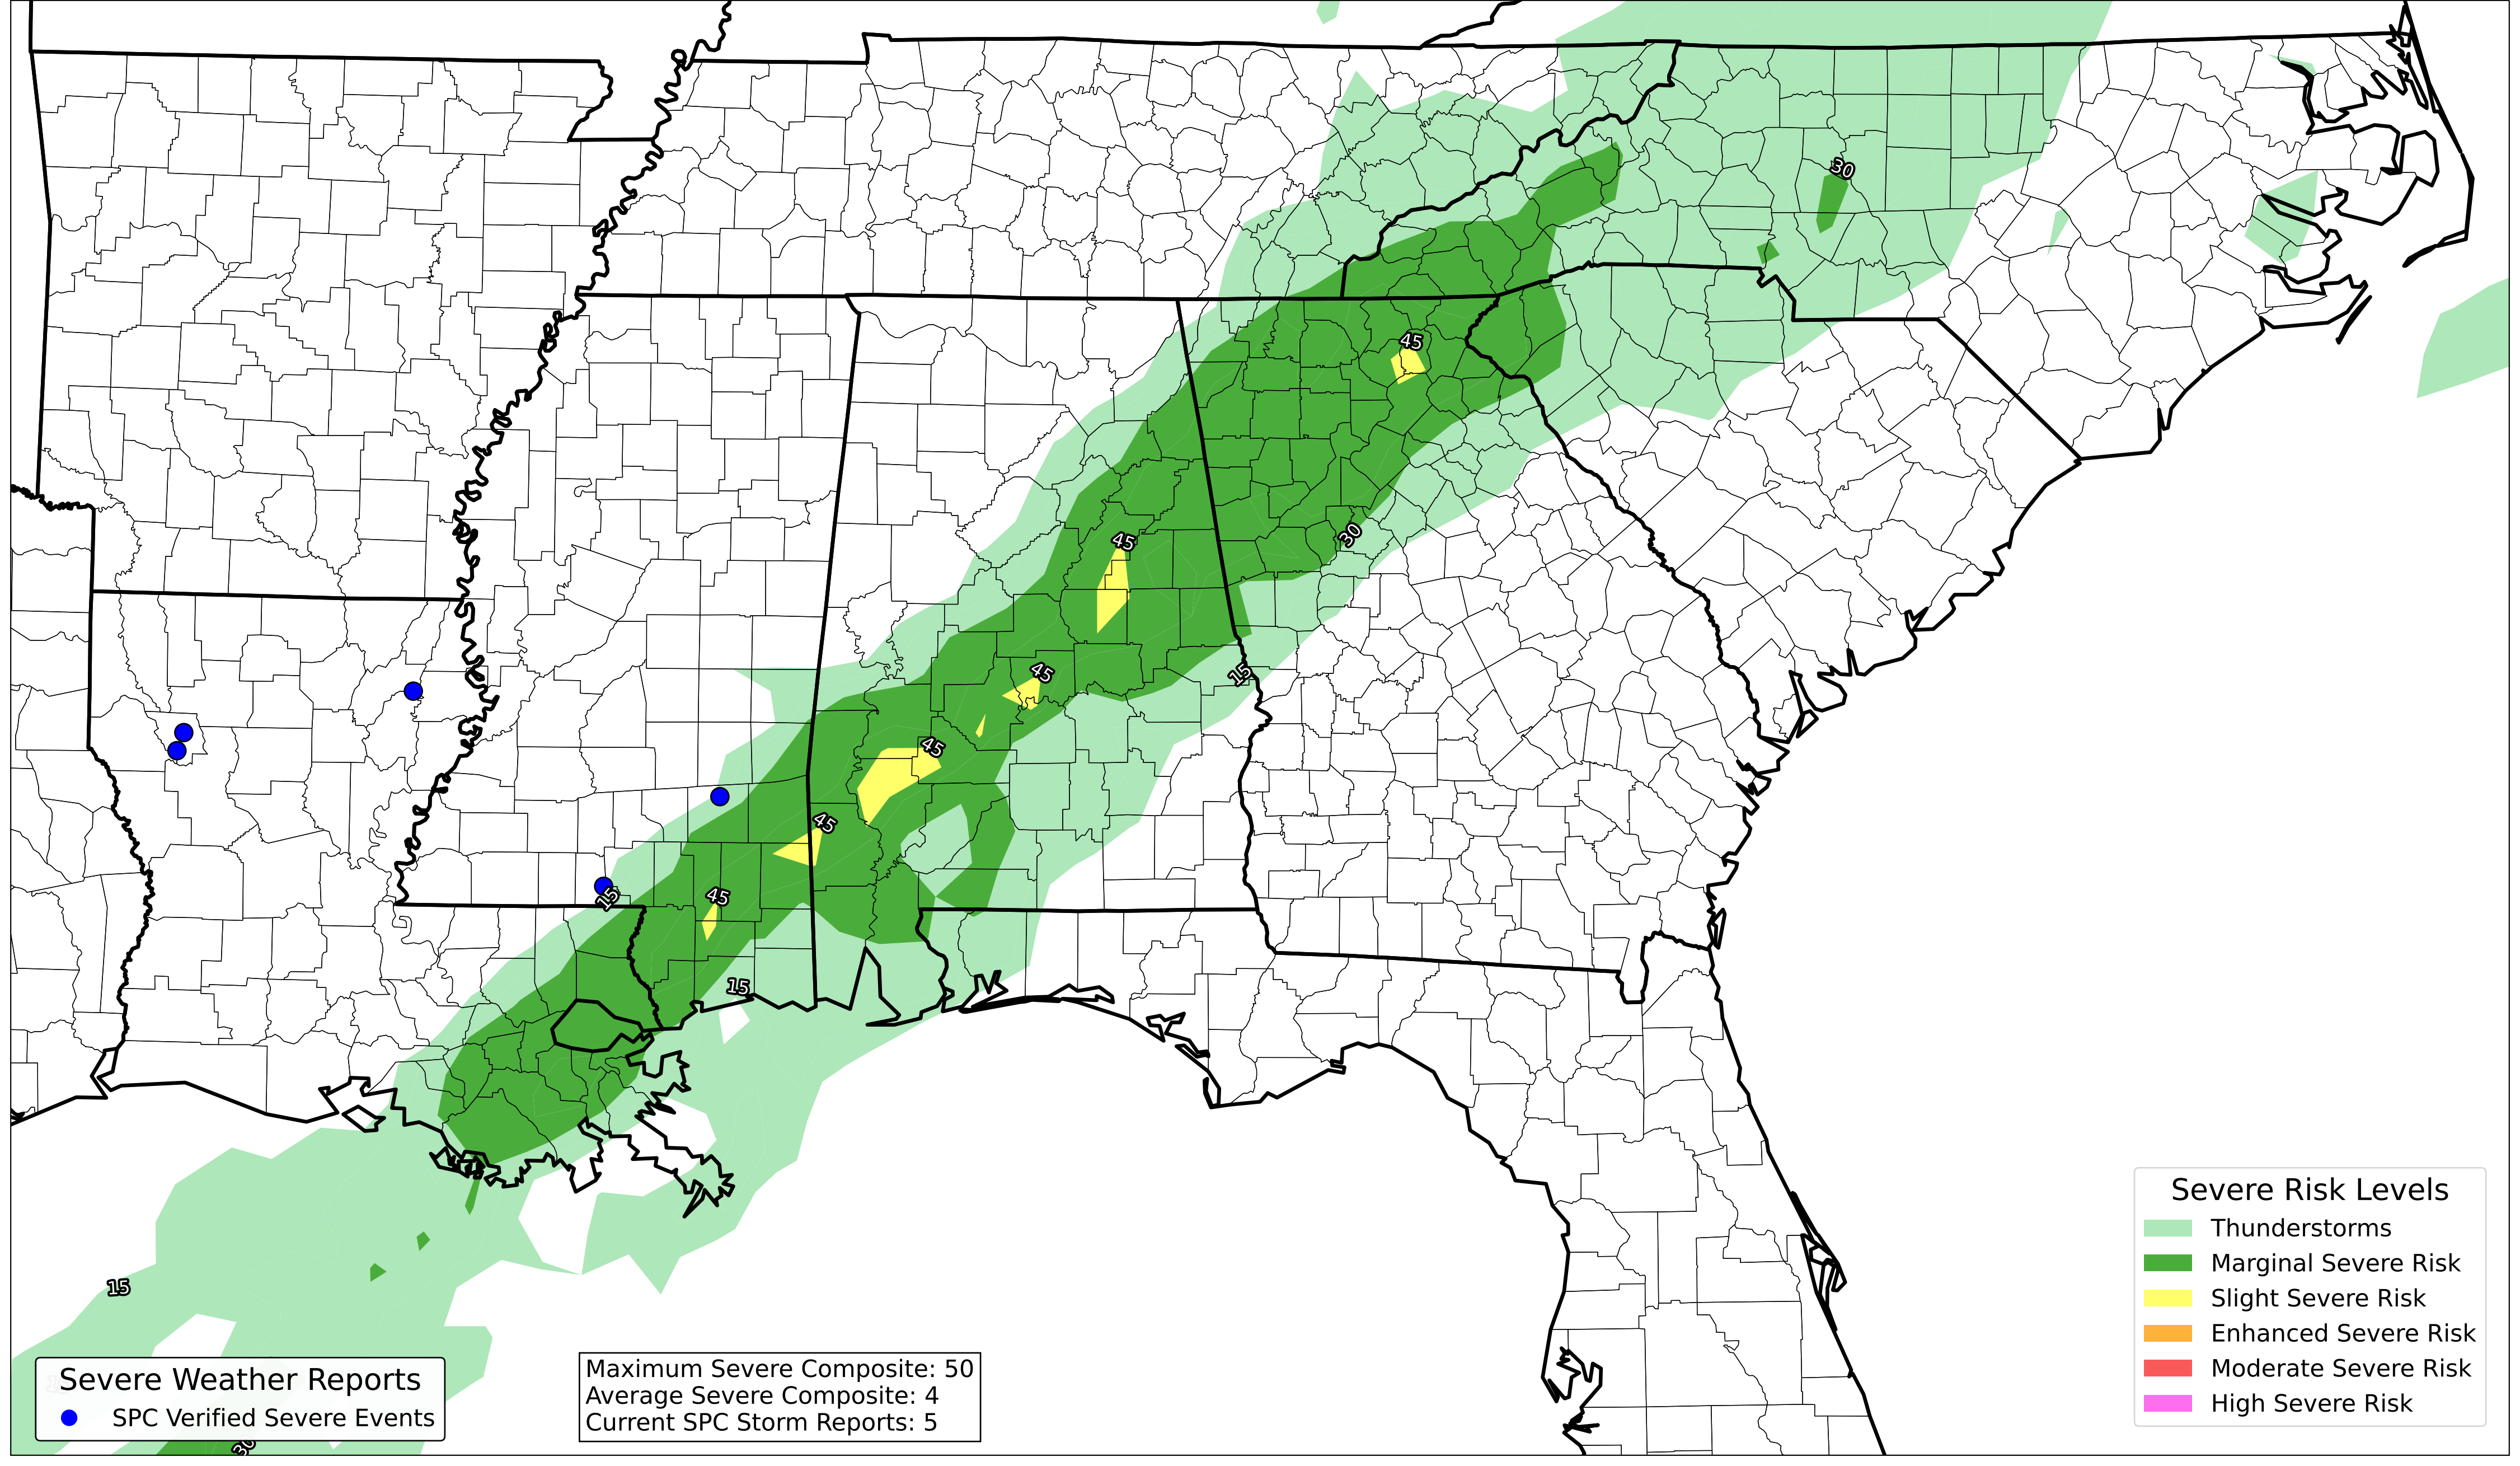 30
45
45
30
45
15
45
45
45
15
15
15
30
Severe Weather Reports
SPC Verified Severe Events
Maximum Severe Composite: 50
Average Severe Composite: 4
Current SPC Storm Reports: 5
Severe Risk Levels
Thunderstorms
Marginal Severe Risk
Slight Severe Risk
Enhanced Severe Risk
Moderate Severe Risk
High Severe Risk